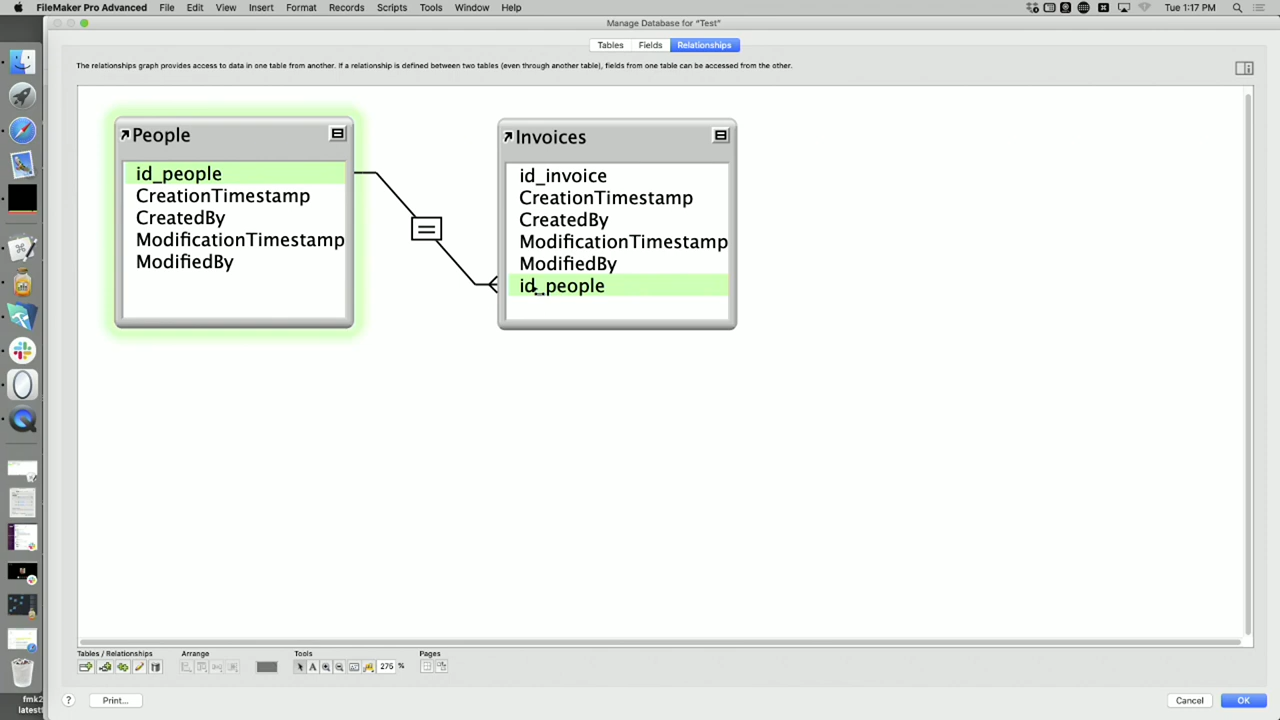 FileMaker Pro Advanced File Edit View Insert Format Records Scripts Tools Window Help Tue 1:17 PM
Manage Database for "Test"
Tables Fields Relationships
The relationships graph provides access to data in one table from another. If a relationship is defined between two tables (even through another table), fields from one table can be accessed from the other.
People
id_people
CreationTimestamp
CreatedBy
ModificationTimestamp
ModifiedBy
Invoices
id_invoice
CreationTimestamp
CreatedBy
ModificationTimestamp
ModifiedBy
id_people
Tables / Relationships Arrange Tools Pages
275 %
? Print... Cancel OK
fmk2
latest